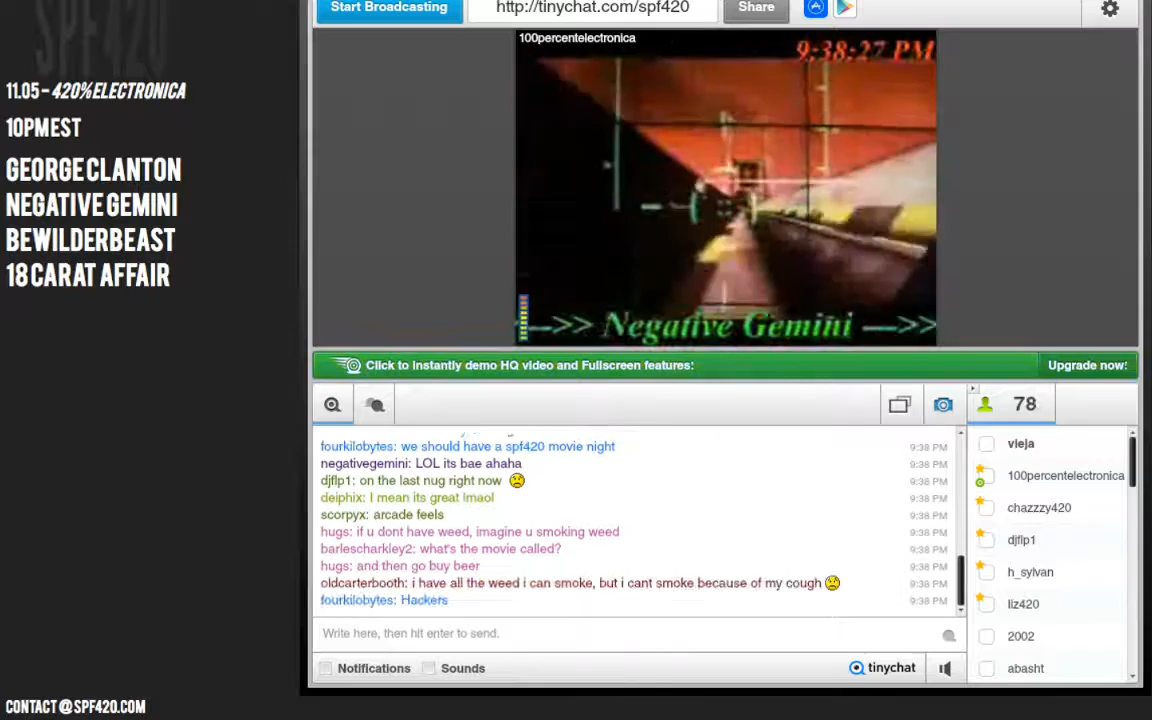 SPF420
11.05 - 420%ELECTRONICA
10PM EST
GEORGE CLANTON
NEGATIVE GEMINI
BEWILDERBEAST
18 CARAT AFFAIR
CONTACT@SPF420.COM
Start Broadcasting
http://tinychat.com/spf420
Share
100percentelectronica
9:38:27 PM
—>> Negative Gemini —>>
Click to instantly demo HQ video and Fullscreen features:
Upgrade now!
78
fourkilobytes: we should have a spf420 movie night 9:38 PM
negativegemini: LOL its bae ahaha 9:38 PM
djflp1: on the last nug right now 9:38 PM
deiphix: I mean its great lmaol 9:38 PM
scorpyx: arcade feels 9:38 PM
hugs: if u dont have weed, imagine u smoking weed 9:38 PM
barlescharkley2: what's the movie called? 9:38 PM
hugs: and then go buy beer 9:38 PM
oldcarterbooth: i have all the weed i can smoke, but i cant smoke because of my cough 9:38 PM
fourkilobytes: Hackers 9:38 PM
Write here, then hit enter to send.
Notifications
Sounds
tinychat
vieja
100percentelectronica
chazzzy420
djflp1
h_sylvan
liz420
2002
abasht